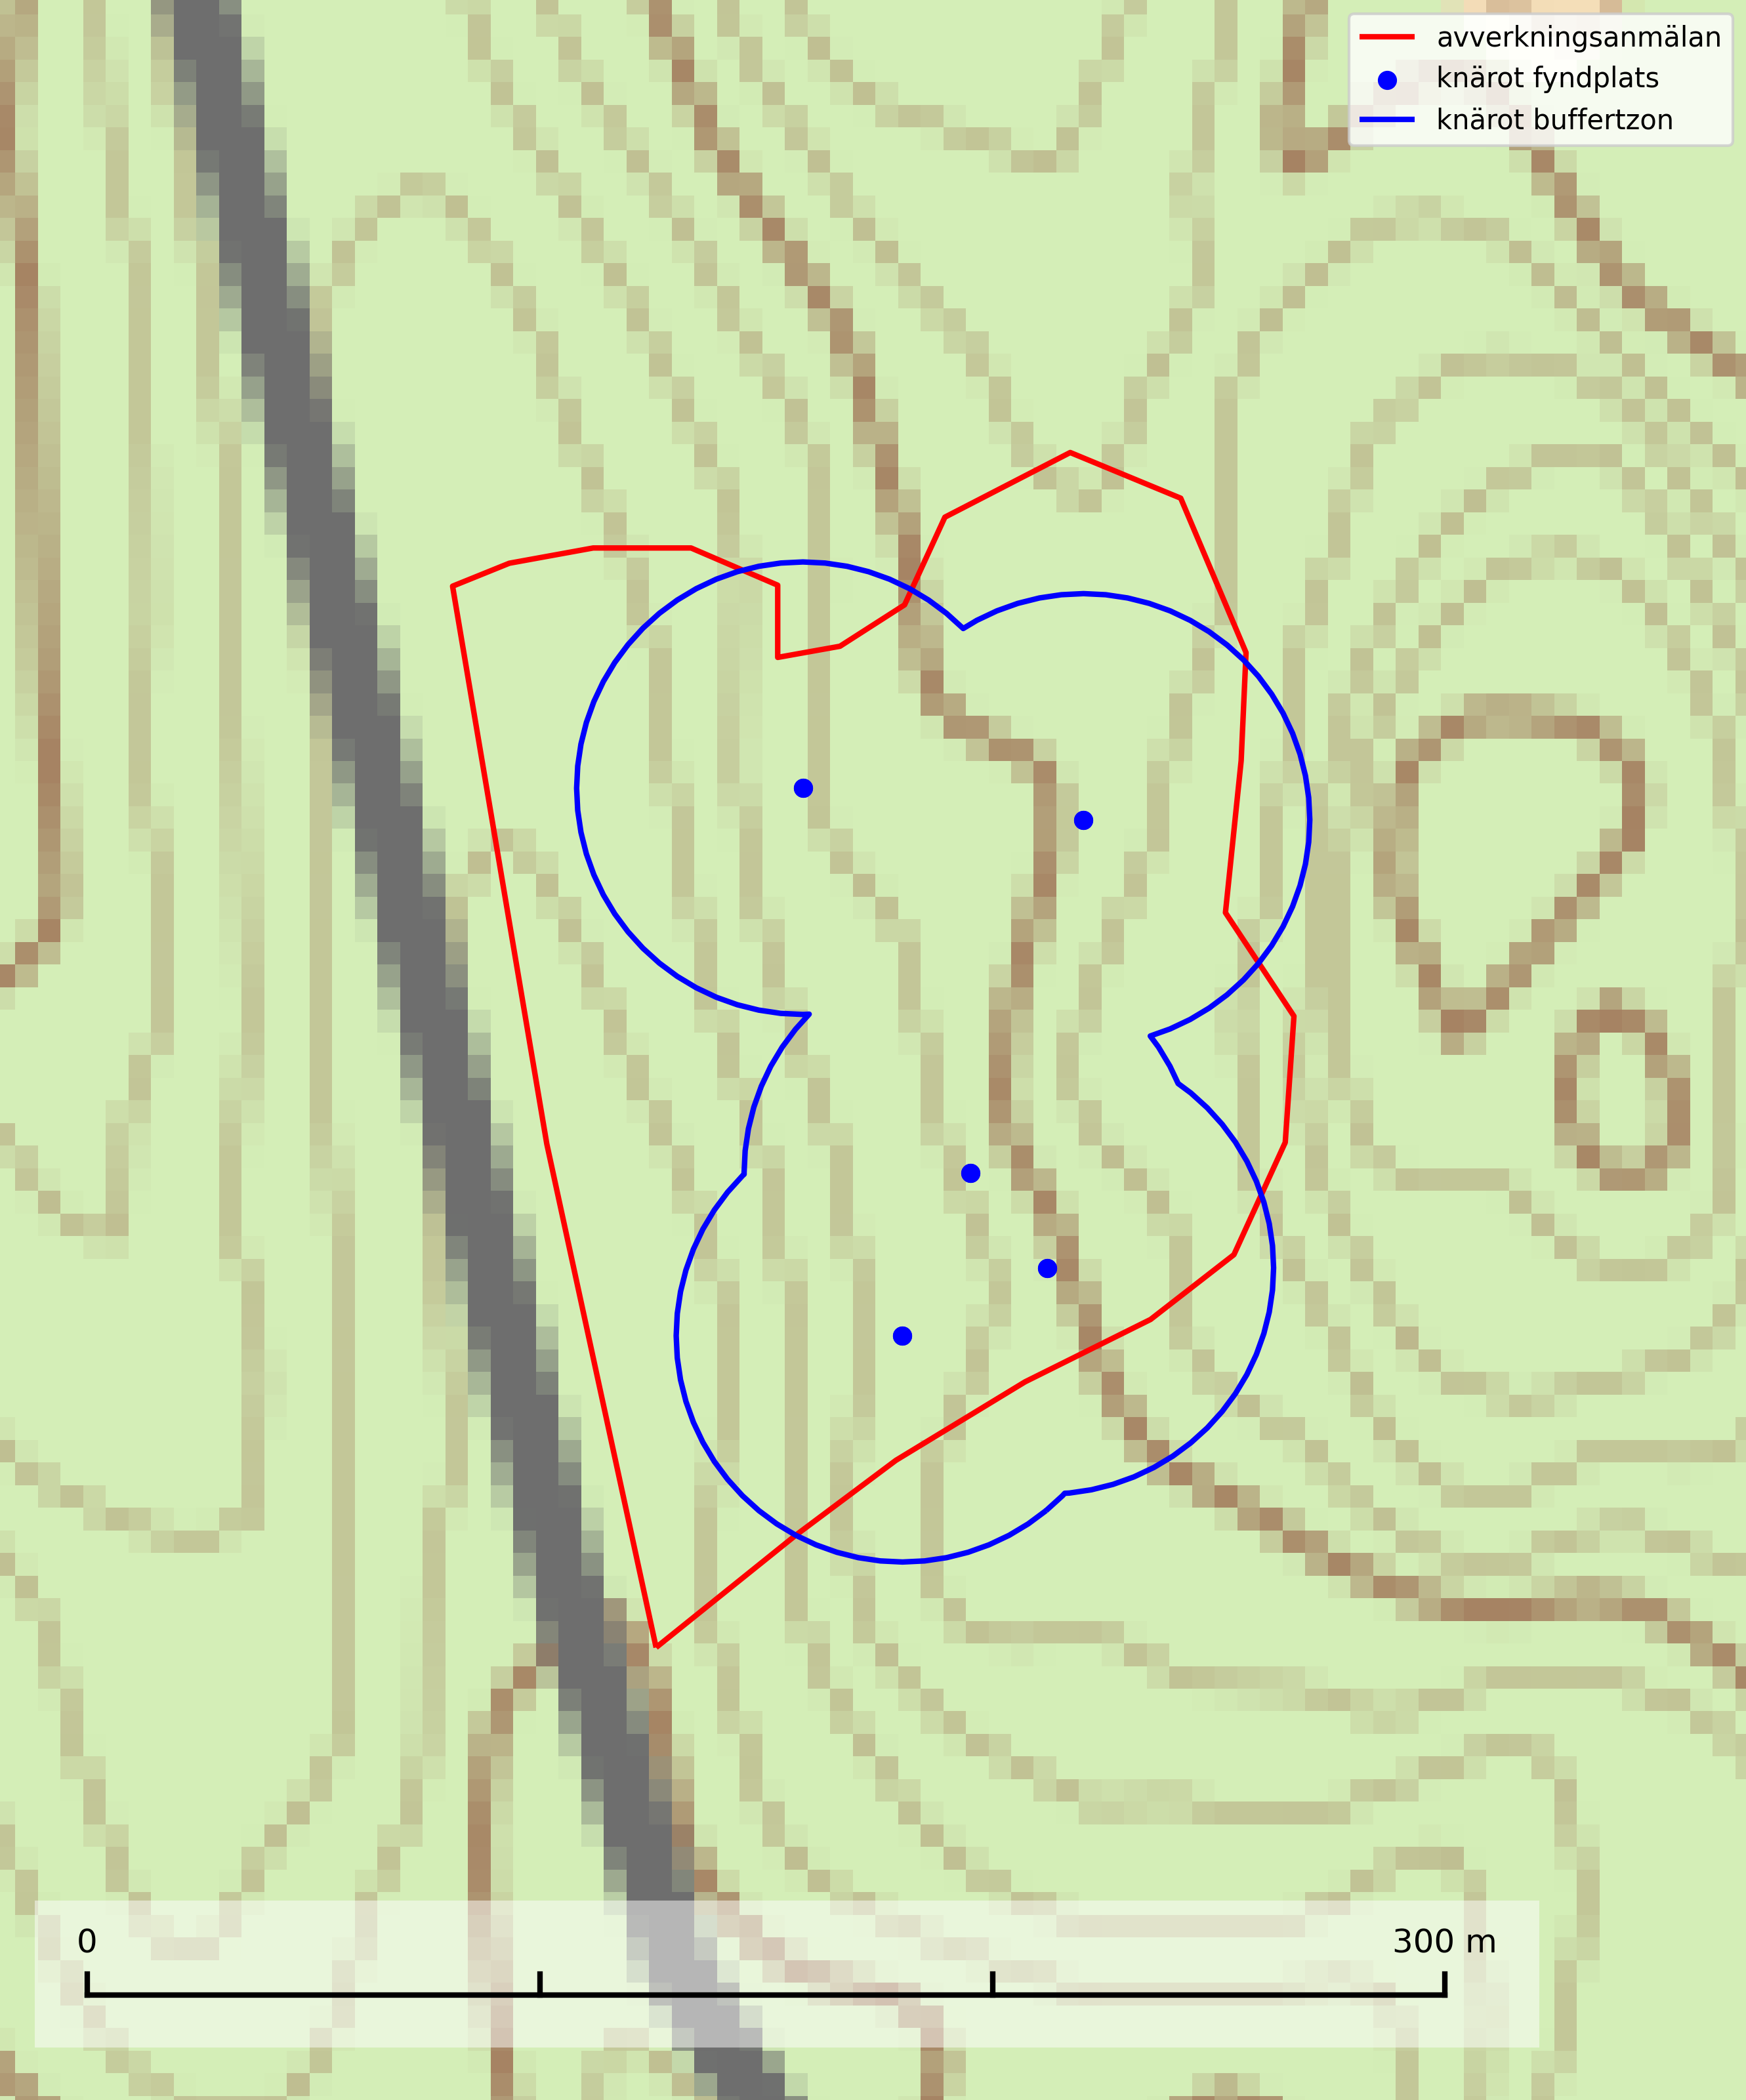 avverkningsanmälan
knärot fyndplats
knärot buffertzon
0
300 m